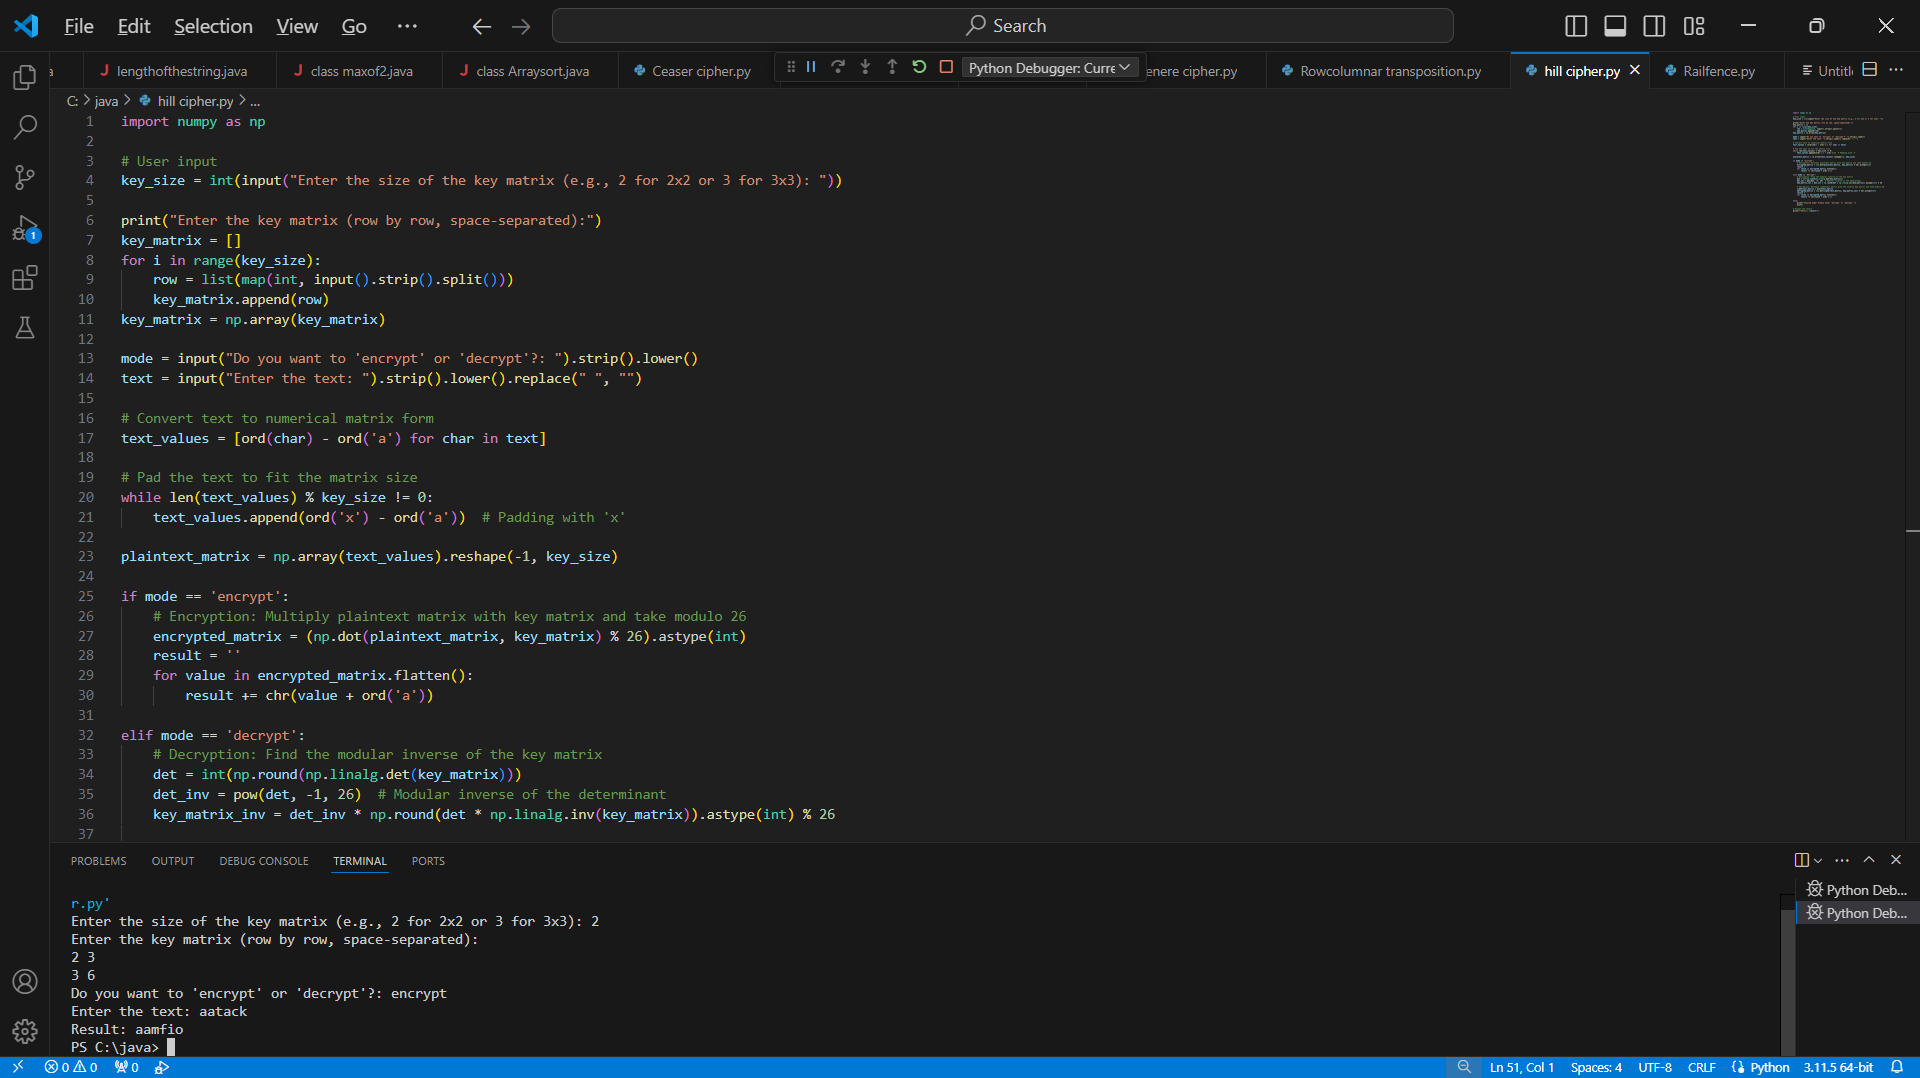 File Edit Selection View Go ··· Search
a lengthofthestring.java class maxof2.java class Arraysort.java Ceaser cipher.py Python Debugger: Curre enere cipher.py Rowcolumnar transposition.py hill cipher.py Railfence.py Untitle ···
C: > java > hill cipher.py > ...
1 import numpy as np
2
3 # User input
4 key_size = int(input("Enter the size of the key matrix (e.g., 2 for 2x2 or 3 for 3x3): "))
5
6 print("Enter the key matrix (row by row, space-separated):")
7 key_matrix = []
8 for i in range(key_size):
9     row = list(map(int, input().strip().split()))
10     key_matrix.append(row)
11 key_matrix = np.array(key_matrix)
12
13 mode = input("Do you want to 'encrypt' or 'decrypt'?: ").strip().lower()
14 text = input("Enter the text: ").strip().lower().replace(" ", "")
15
16 # Convert text to numerical matrix form
17 text_values = [ord(char) - ord('a') for char in text]
18
19 # Pad the text to fit the matrix size
20 while len(text_values) % key_size != 0:
21     text_values.append(ord('x') - ord('a'))  # Padding with 'x'
22
23 plaintext_matrix = np.array(text_values).reshape(-1, key_size)
24
25 if mode == 'encrypt':
26     # Encryption: Multiply plaintext matrix with key matrix and take modulo 26
27     encrypted_matrix = (np.dot(plaintext_matrix, key_matrix) % 26).astype(int)
28     result = ''
29     for value in encrypted_matrix.flatten():
30         result += chr(value + ord('a'))
31
32 elif mode == 'decrypt':
33     # Decryption: Find the modular inverse of the key matrix
34     det = int(np.round(np.linalg.det(key_matrix)))
35     det_inv = pow(det, -1, 26)  # Modular inverse of the determinant
36     key_matrix_inv = det_inv * np.round(det * np.linalg.inv(key_matrix)).astype(int) % 26
37
PROBLEMS OUTPUT DEBUG CONSOLE TERMINAL PORTS
r.py'
Enter the size of the key matrix (e.g., 2 for 2x2 or 3 for 3x3): 2
Enter the key matrix (row by row, space-separated):
2 3
3 6
Do you want to 'encrypt' or 'decrypt'?: encrypt
Enter the text: aatack
Result: aamfio
PS C:\java>
Python Deb...
Python Deb...
1
0 0 0 Ln 51, Col 1 Spaces: 4 UTF-8 CRLF Python 3.11.5 64-bit